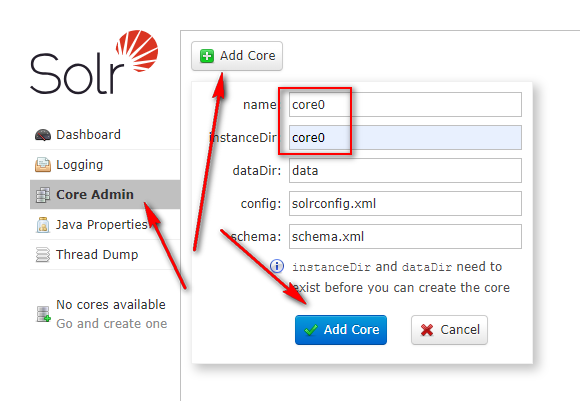 Solr
Dashboard
Logging
Core Admin
Java Properties
Thread Dump
No cores available
Go and create one
Add Core
name:
core0
instanceDir:
core0
dataDir:
data
config:
solrconfig.xml
schema:
schema.xml
instanceDir and dataDir need to
exist before you can create the core
Add Core
Cancel